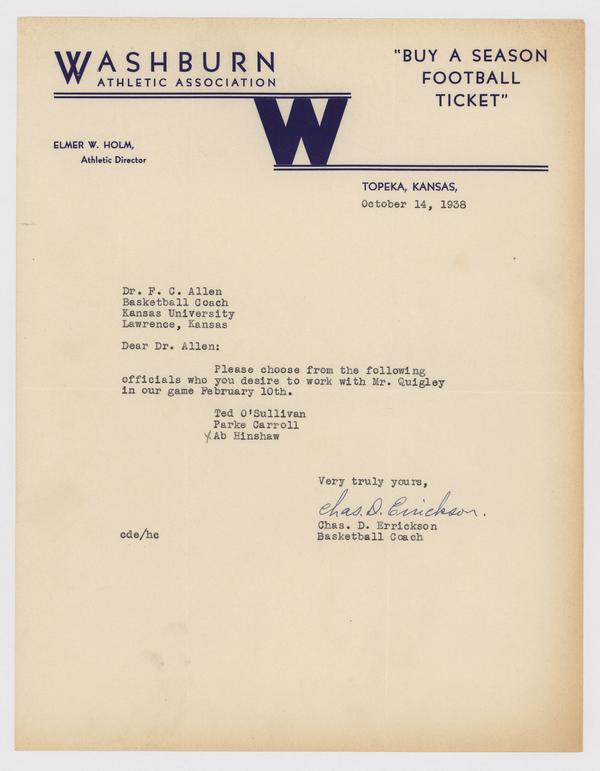 WASHBURN
ATHLETIC ASSOCIATION
"BUY A SEASON
FOOTBALL
TICKET"
W
ELMER W. HOLM,
Athletic Director
TOPEKA, KANSAS,
October 14, 1938
Dr. F. C. Allen
Basketball Coach
Kansas University
Lawrence, Kansas
Dear Dr. Allen:
Please choose from the following
officials who you desire to work with Mr. Quigley
in our game February 10th.
Ted O'Sullivan
Parke Carroll
x Ab Hinshaw
Very truly yours,
Chas. D. Errickson.
Chas. D. Errickson
Basketball Coach
cde/hc